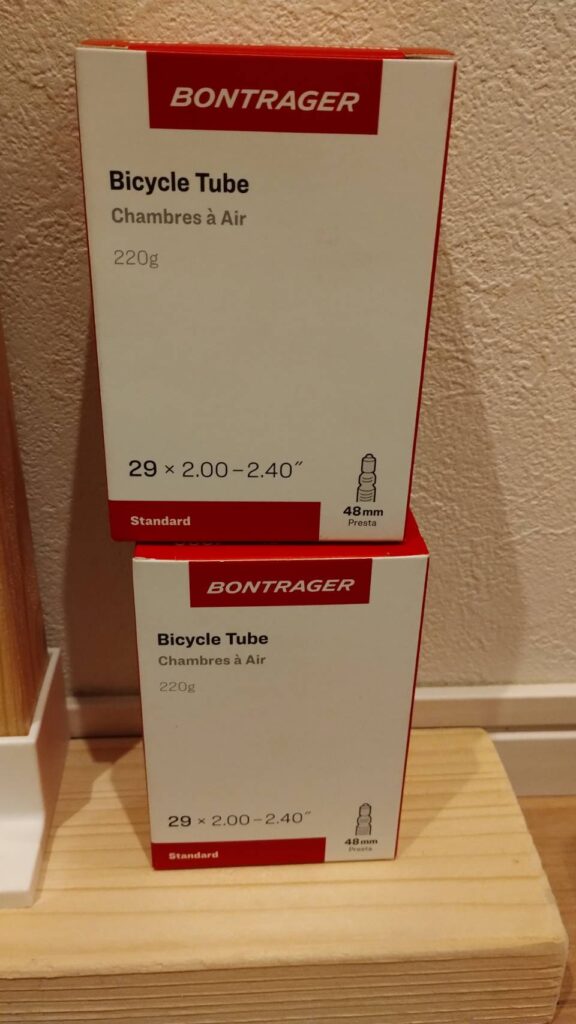 BONTRAGER
Bicycle Tube
Chambres à Air
220g
29 × 2.00–2.40″
48mm
Presta
Standard
BONTRAGER
Bicycle Tube
Chambres à Air
220g
29 × 2.00–2.40″
48mm
Presta
Standard